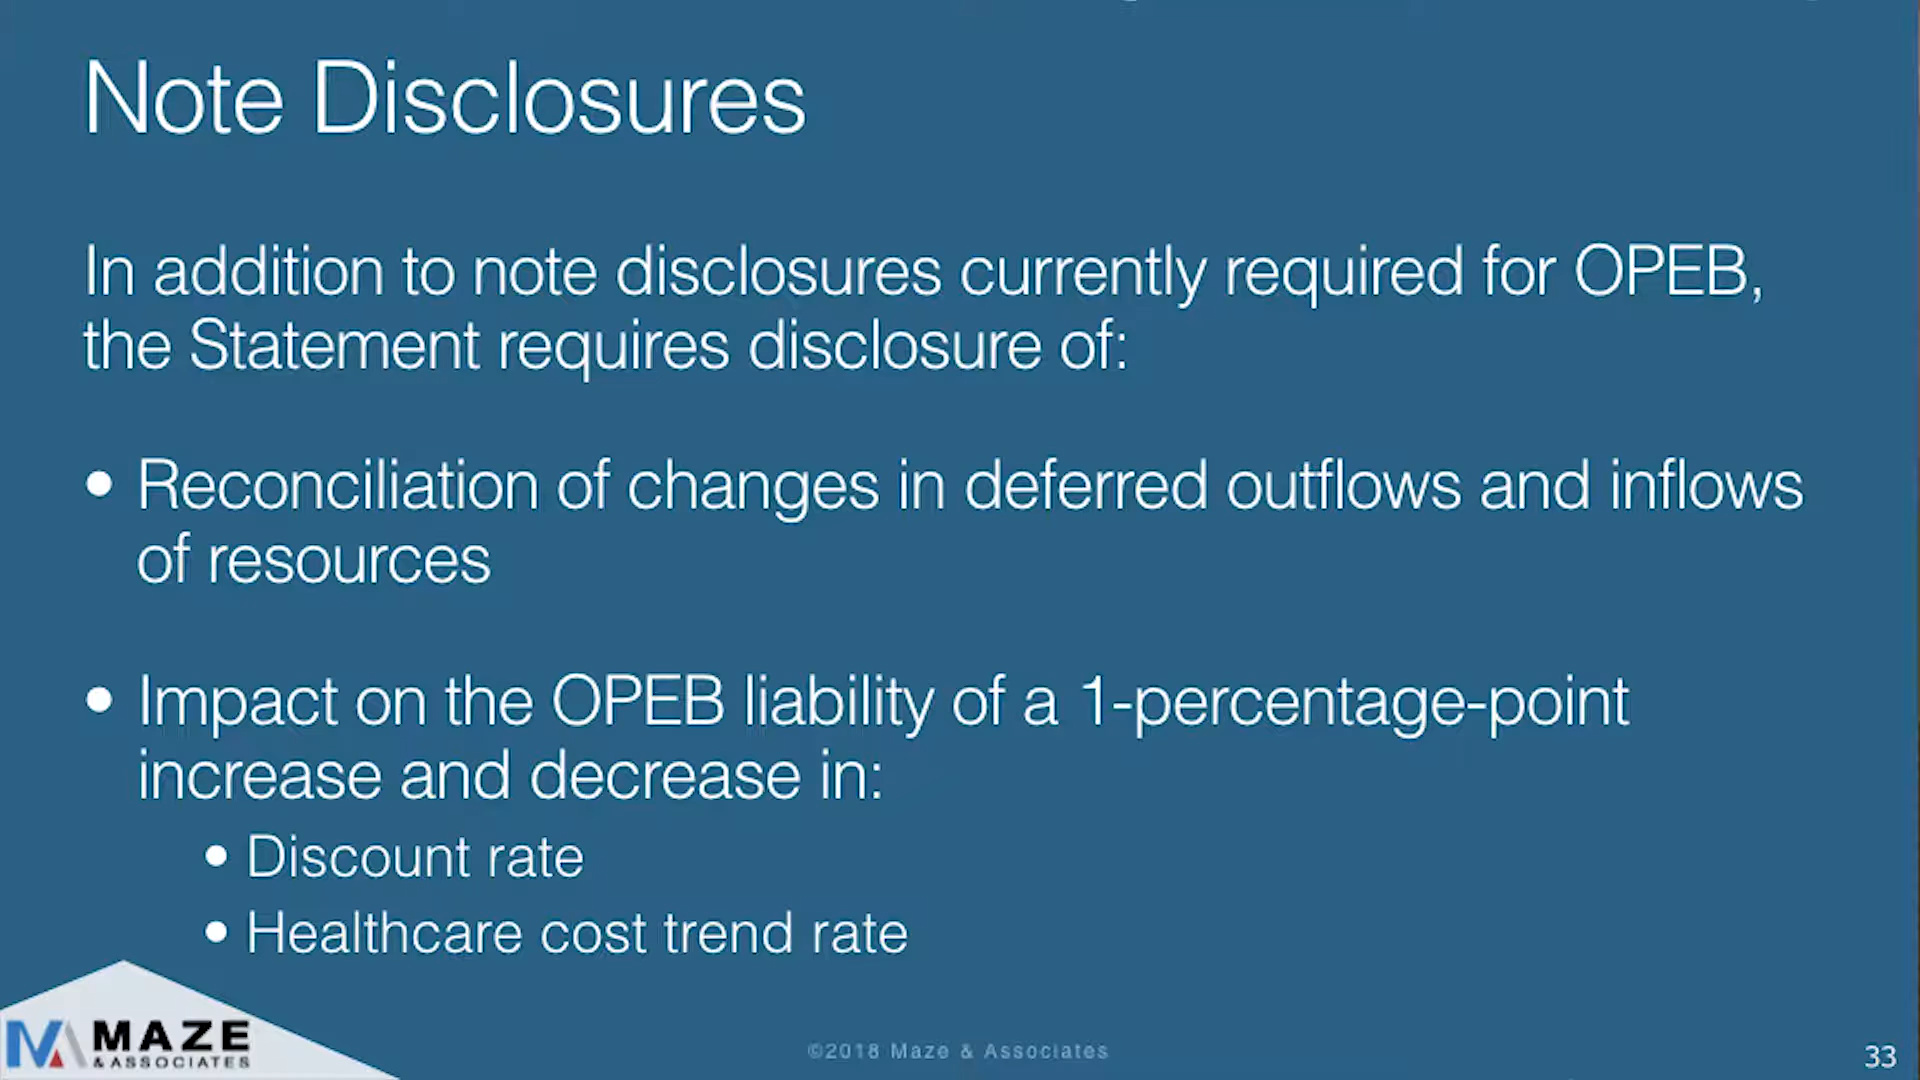 Note Disclosures
In addition to note disclosures currently required for OPEB,
the Statement requires disclosure of:
• Reconciliation of changes in deferred outflows and inflows
of resources
• Impact on the OPEB liability of a 1-percentage-point
increase and decrease in:
• Discount rate
• Healthcare cost trend rate
MAZE
& ASSOCIATES
©2018 Maze & Associates
33